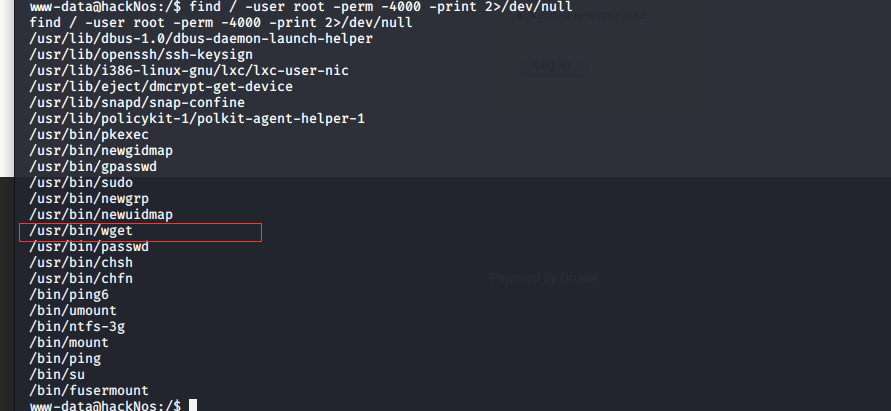 www-data@hackNos:/$ find / -user root -perm -4000 -print 2>/dev/null
find / -user root -perm -4000 -print 2>/dev/null
/usr/lib/dbus-1.0/dbus-daemon-launch-helper
/usr/lib/openssh/ssh-keysign
/usr/lib/i386-linux-gnu/lxc/lxc-user-nic
/usr/lib/eject/dmcrypt-get-device
/usr/lib/snapd/snap-confine
/usr/lib/policykit-1/polkit-agent-helper-1
/usr/bin/pkexec
/usr/bin/newgidmap
/usr/bin/gpasswd
/usr/bin/sudo
/usr/bin/newgrp
/usr/bin/newuidmap
/usr/bin/wget
/usr/bin/passwd
/usr/bin/chsh
/usr/bin/chfn
/bin/ping6
/bin/umount
/bin/ntfs-3g
/bin/mount
/bin/ping
/bin/su
/bin/fusermount
www-data@hackNos:/$
Log in
Powered by Drupal